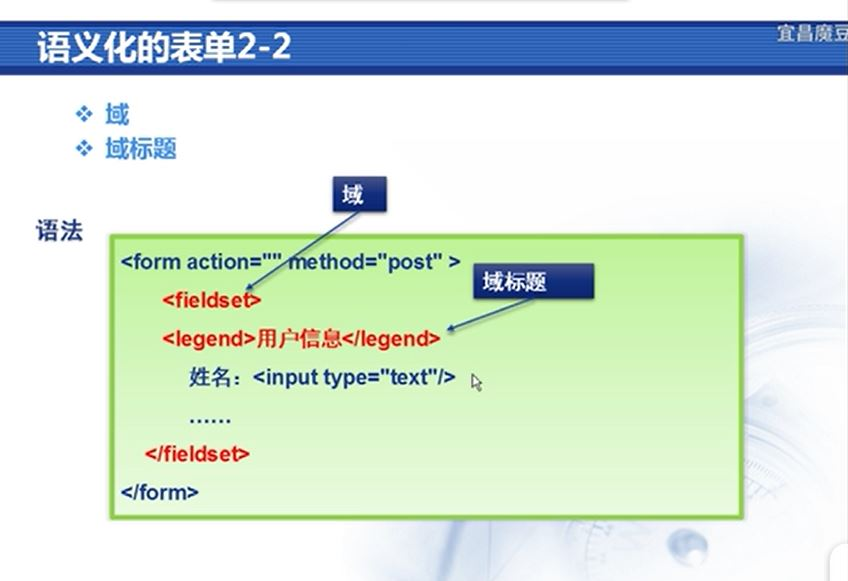 语义化的表单2-2
宜昌魔豆
域
域标题
域
语法
<form action="" method="post" >
域标题
<fieldset>
<legend>用户信息</legend>
姓名：<input type="text"/>
……
</fieldset>
</form>